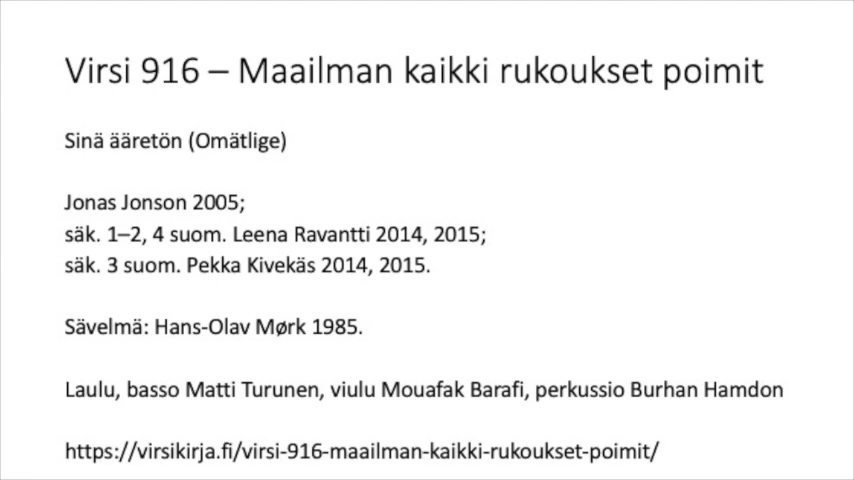 Virsi 916 – Maailman kaikki rukoukset poimit
Sinä ääretön (Omätlige)
Jonas Jonson 2005;
säk. 1–2, 4 suom. Leena Ravantti 2014, 2015;
säk. 3 suom. Pekka Kivekäs 2014, 2015.
Sävelmä: Hans-Olav Mørk 1985.
Laulu, basso Matti Turunen, viulu Mouafak Barafi, perkussio Burhan Hamdon
https://virsikirja.fi/virsi-916-maailman-kaikki-rukoukset-poimit/